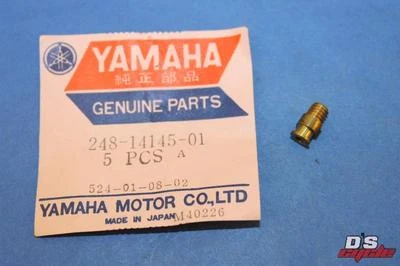 YAMAHA
純正部品
GENUINE PARTS
248-14145-01
5 PCS A
524-01-08-02
YAMAHA MOTOR CO.,LTD
MADE IN JAPAN M40226
D'S
cycle